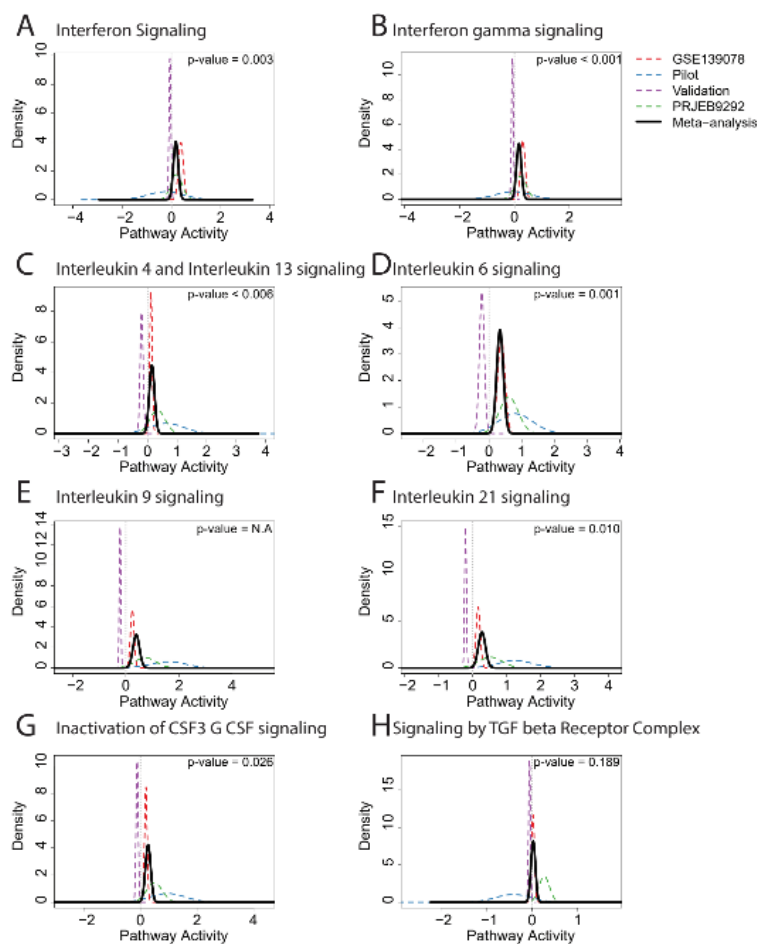 A Interferon Signaling
p-value = 0.003
Density
0 2 4 6 8
−4 −2 0 2 4
Pathway Activity
B Interferon gamma signaling
p-value < 0.001
Density
0 2 4 6 8 10
−4 −2 0 2
Pathway Activity
GSE139078
Pilot
Validation
PRJEB9292
Meta−analysis
C Interleukin 4 and Interleukin 13 signaling
p-value < 0.006
Density
0 2 4 6 8
−3 −2 −1 0 1 2 3 4
Pathway Activity
D Interleukin 6 signaling
p-value = 0.001
Density
0 1 2 3 4 5
−2 −1 0 1 2 3 4
Pathway Activity
E Interleukin 9 signaling
p-value = N.A
Density
0 2 4 6 8 10 12 14
−2 0 2 4
Pathway Activity
F Interleukin 21 signaling
p-value = 0.010
Density
0 5 10 15
−2 −1 0 1 2 3 4
Pathway Activity
G Inactivation of CSF3 G CSF signaling
p-value = 0.026
Density
0 2 4 6 8 10
−2 0 2 4
Pathway Activity
H Signaling by TGF beta Receptor Complex
p-value = 0.189
Density
0 5 10 15
−2 −1 0 1
Pathway Activity